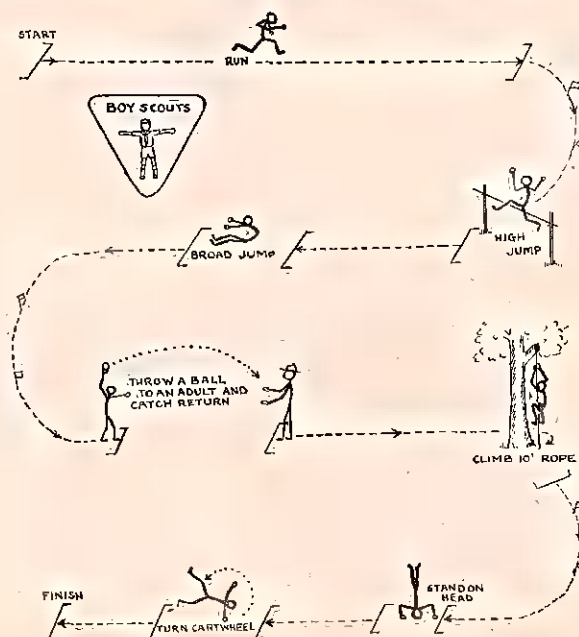 START
RUN
BOY SCOUTS
HIGH
JUMP
BROAD JUMP
THROW A BALL
TO AN ADULT AND
CATCH RETURN
CLIMB 10' ROPE
STAND ON
HEAD
TURN CARTWHEEL
FINISH